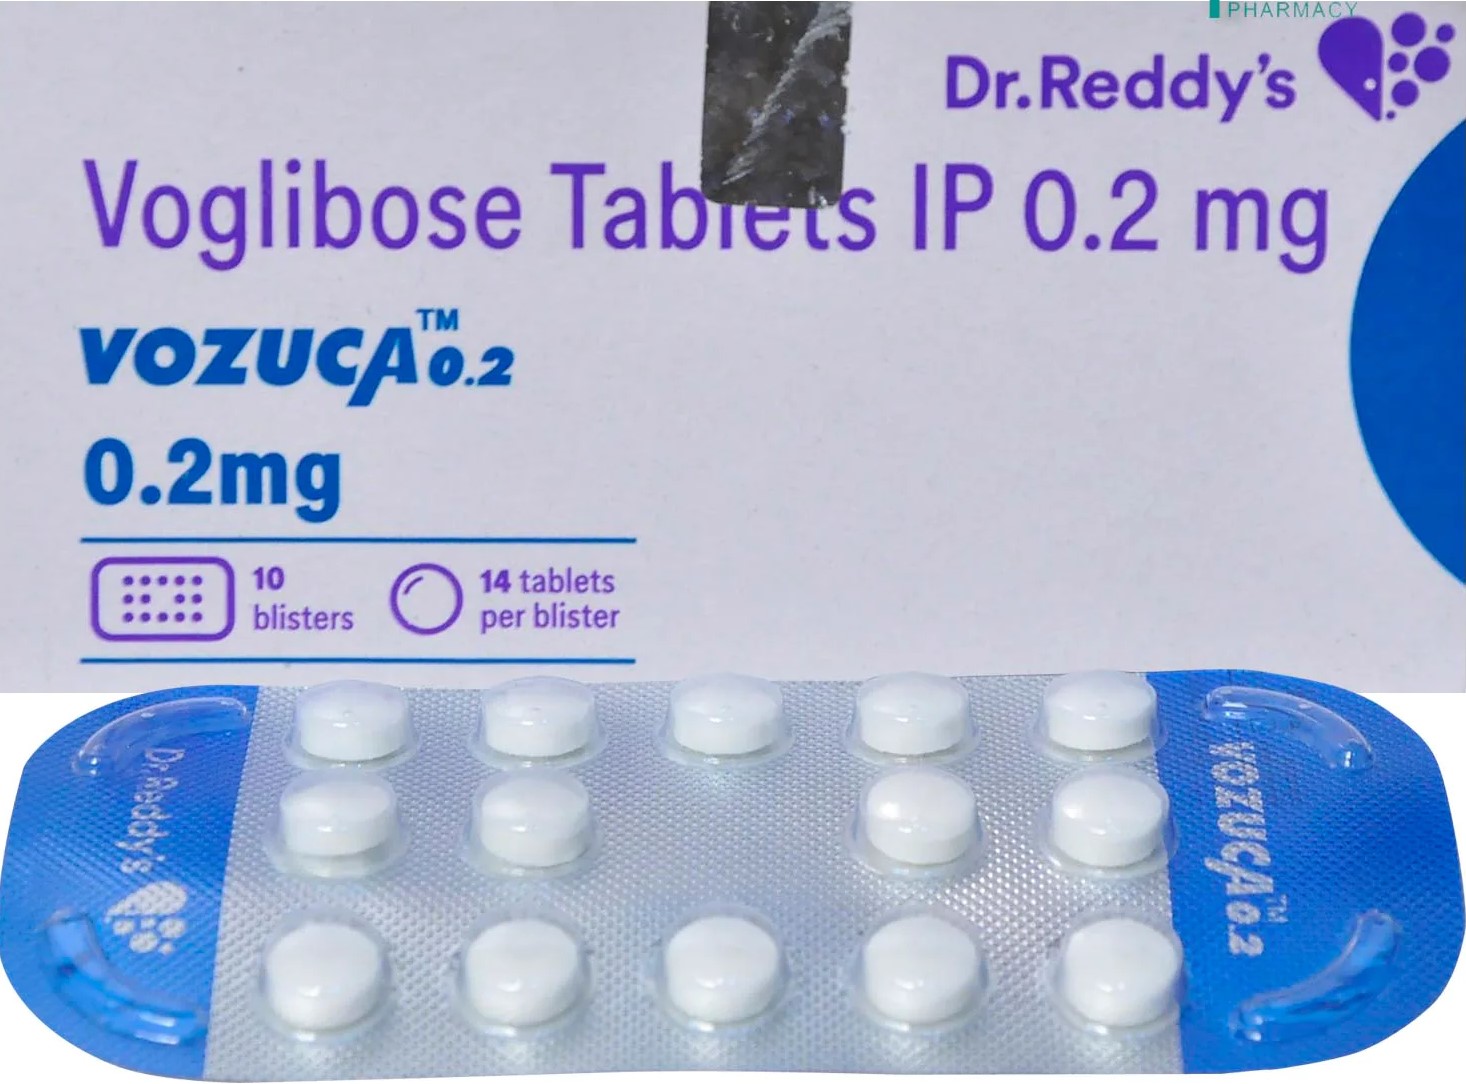 PHARMACY
Dr.Reddy's
Voglibose Tablets IP 0.2 mg
VOZUCA™ 0.2
0.2mg
10 blisters
14 tablets per blister
Dr.Reddy's
VOZUCA™ 0.2